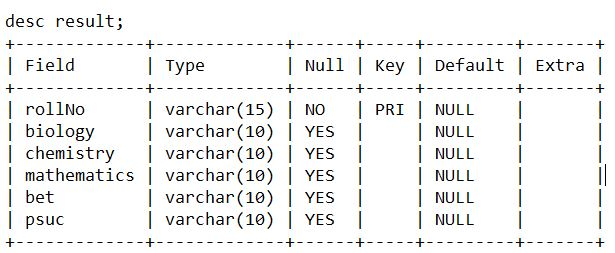 desc result;
+-------------+-------------+------+-----+---------+-------+
| Field       | Type        | Null | Key | Default | Extra |
+-------------+-------------+------+-----+---------+-------+
| rollNo      | varchar(15) | NO   | PRI | NULL    |       |
| biology     | varchar(10) | YES  |     | NULL    |       |
| chemistry   | varchar(10) | YES  |     | NULL    |       |
| mathematics | varchar(10) | YES  |     | NULL    |       |
| bet         | varchar(10) | YES  |     | NULL    |       |
| psuc        | varchar(10) | YES  |     | NULL    |       |
+-------------+-------------+------+-----+---------+-------+